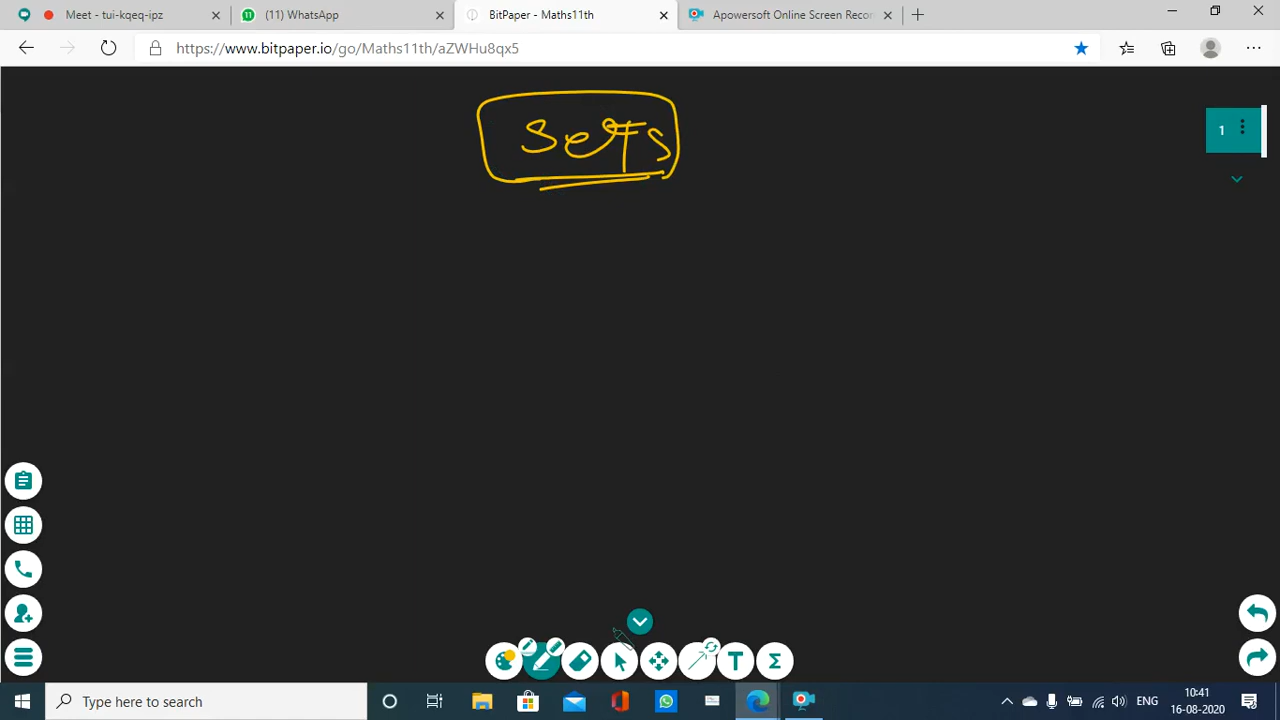 Meet - tui-kqeq-ipz
(11) WhatsApp
BitPaper - Maths11th
Apowersoft Online Screen Recor
https://www.bitpaper.io/go/Maths11th/aZWHu8qx5
Sets
1
T
Σ
Type here to search
ENG
10:41
16-08-2020